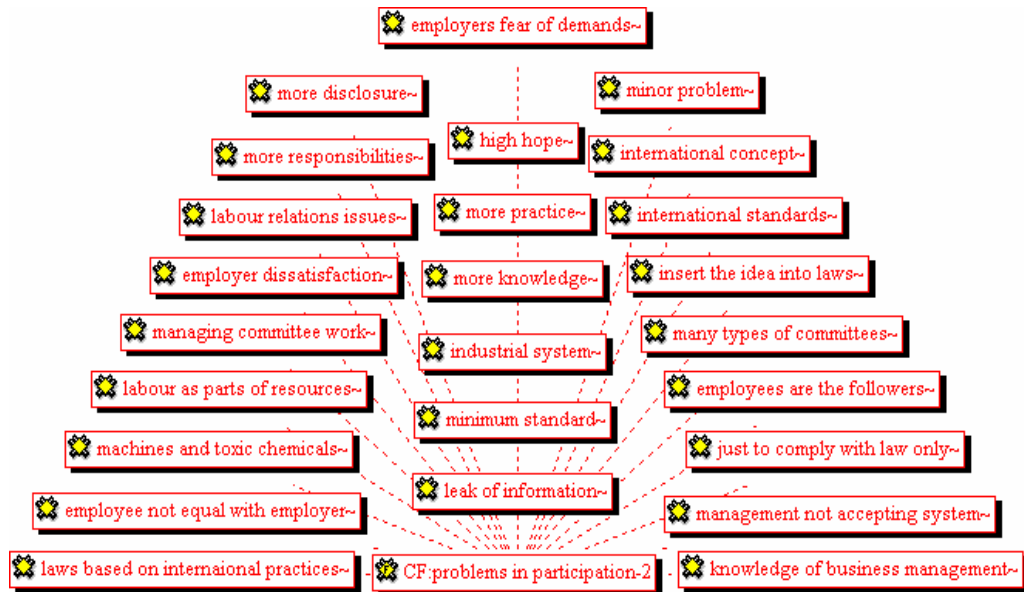 employers fear of demands~
more disclosure~
minor problem~
high hope~
more responsibilities~
international concept~
labour relations issues~
more practice~
international standards~
employer dissatisfaction~
more knowledge~
insert the idea into laws~
managing committee work~
industrial system~
many types of committees~
labour as parts of resources~
employees are the followers~
minimum standard~
machines and toxic chemicals~
just to comply with law only~
leak of information~
employee not equal with employer~
management not accepting system~
laws based on internaional practices~
F
CF:problems in participation-2
knowledge of business management~